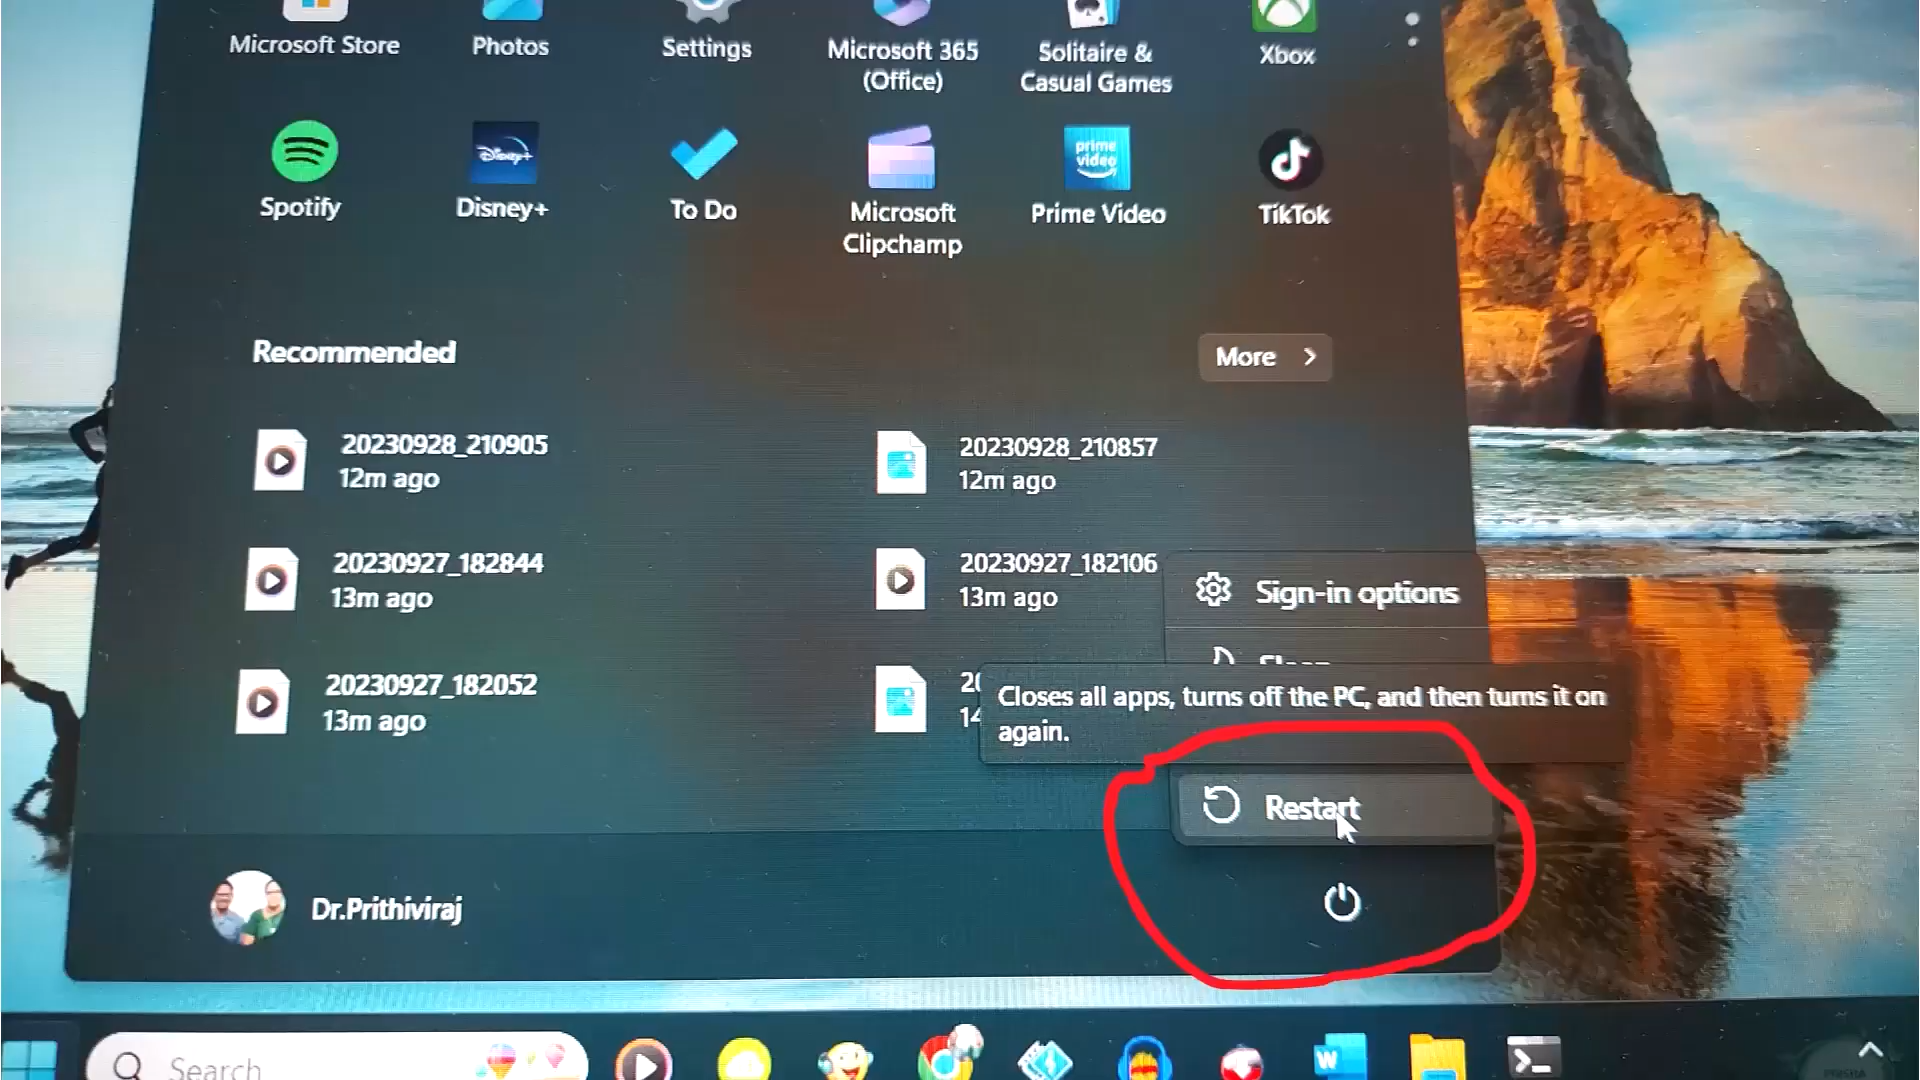 Microsoft Store
Photos
Settings
Microsoft 365
(Office)
Solitaire &
Casual Games
Xbox
Spotify
Disney+
Disney+
To Do
Microsoft
Clipchamp
prime
video
Prime Video
TikTok
Recommended
More
20230928_210905
12m ago
20230928_210857
12m ago
20230927_182844
13m ago
20230927_182106
13m ago
20230927_182052
13m ago
Sign-in options
Closes all apps, turns off the PC, and then turns it on
again.
Restart
Dr.Prithiviraj
Search
W